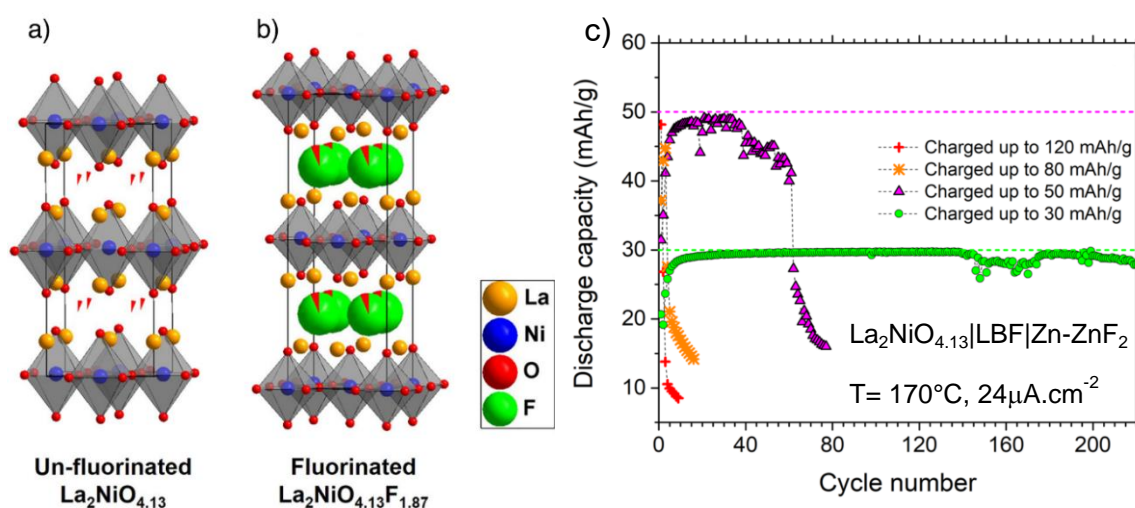 a)
b)
c)
La
Ni
O
F
Un-fluorinated
La₂NiO₄.₁₃
Fluorinated
La₂NiO₄.₁₃F₁.₈₇
Discharge capacity (mAh/g)
60
50
40
30
20
10
Charged up to 120 mAh/g
Charged up to 80 mAh/g
Charged up to 50 mAh/g
Charged up to 30 mAh/g
La₂NiO₄.₁₃|LBF|Zn-ZnF₂
T= 170°C, 24μA.cm⁻²
0 40 80 120 160 200
Cycle number